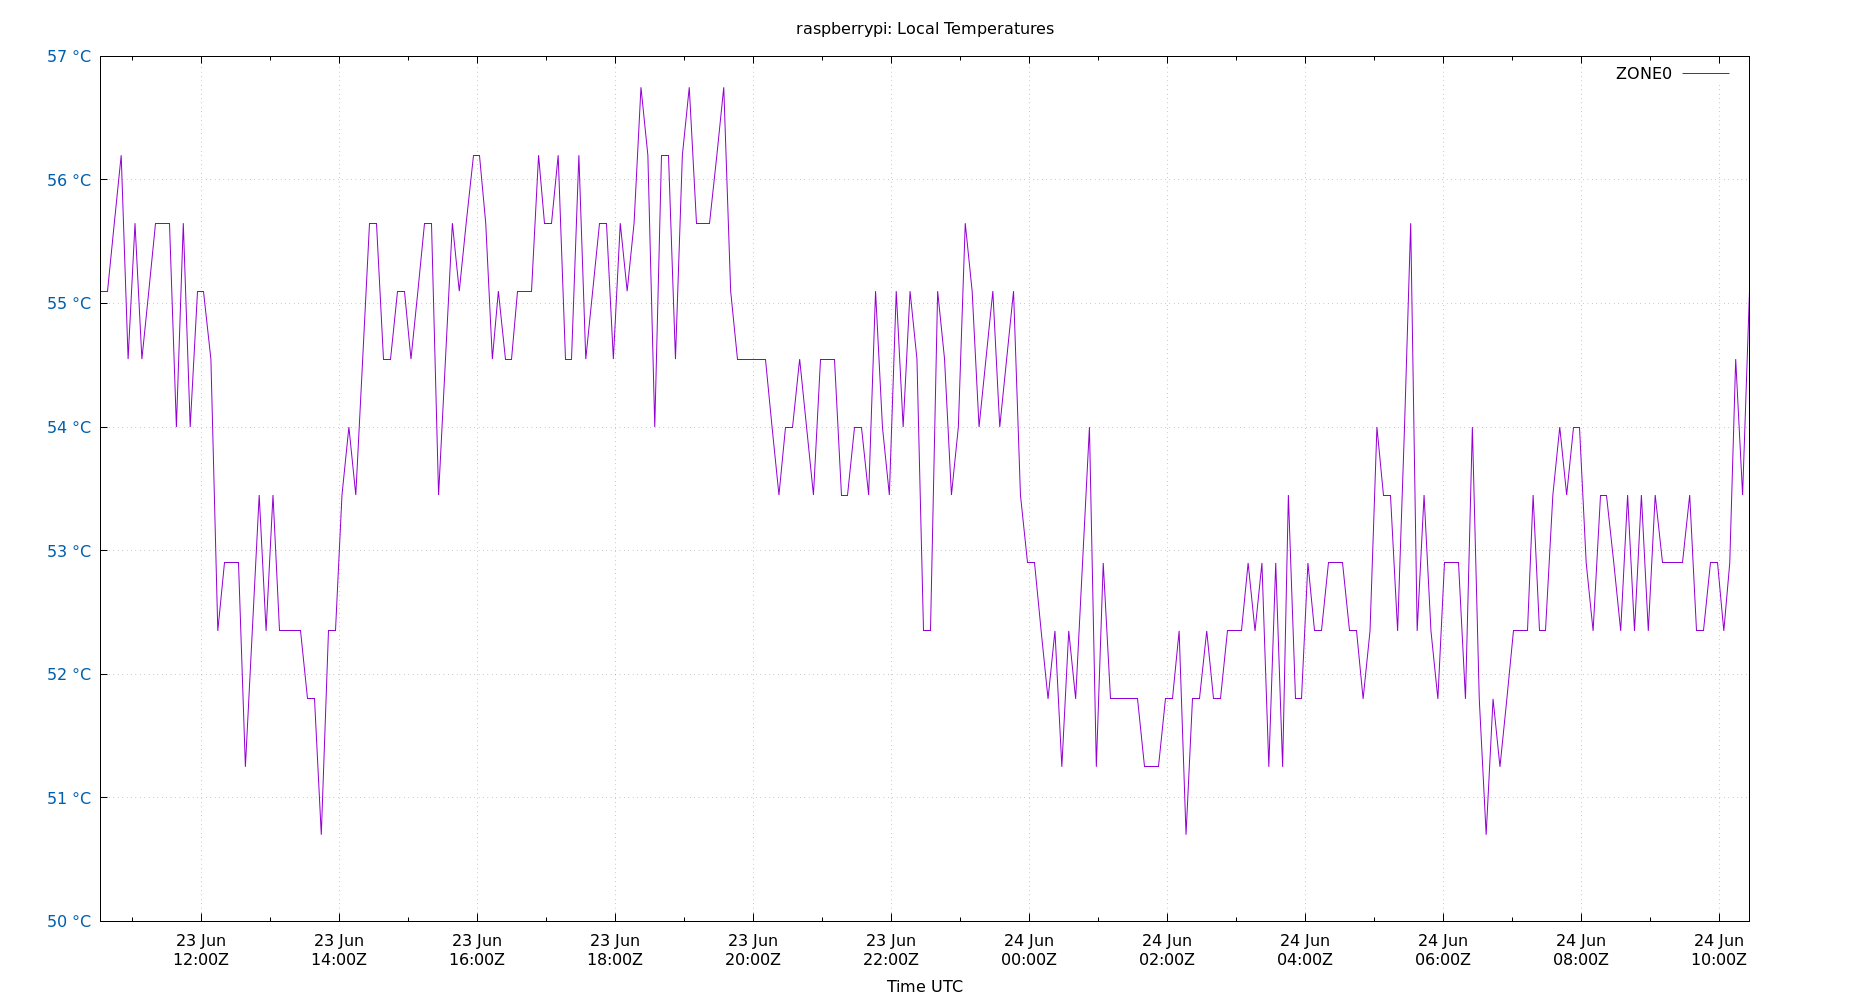 raspberrypi: Local Temperatures
57 °C
ZONE0
56 °C
55 °C
54 °C
53 °C
52 °C
51 °C
50 °C
23 Jun 23 Jun 23 Jun 23 Jun 23 Jun 23 Jun 24 Jun 24 Jun 24 Jun 24 Jun 24 Jun 24 Jun
12:00Z 14:00Z 16:00Z 18:00Z 20:00Z 22:00Z 00:00Z 02:00Z 04:00Z 06:00Z 08:00Z 10:00Z
Time UTC